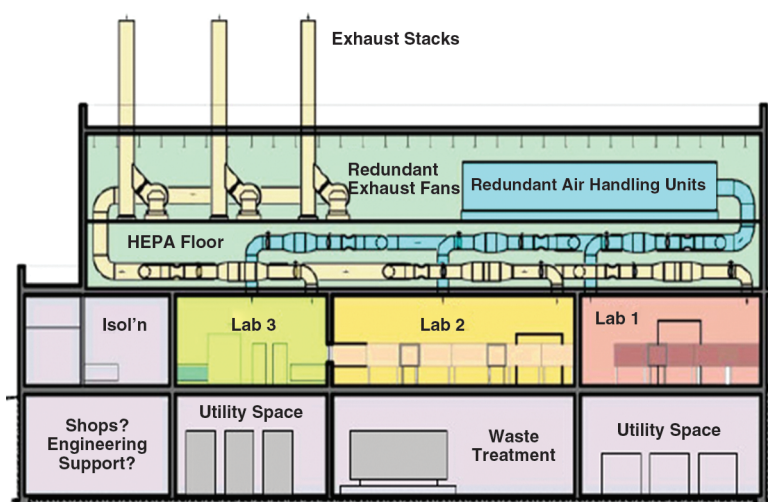 Exhaust Stacks
Redundant
Exhaust Fans
Redundant Air Handling Units
HEPA Floor
Isol’n
Lab 3
Lab 2
Lab 1
Shops?
Engineering
Support?
Utility Space
Waste
Treatment
Utility Space